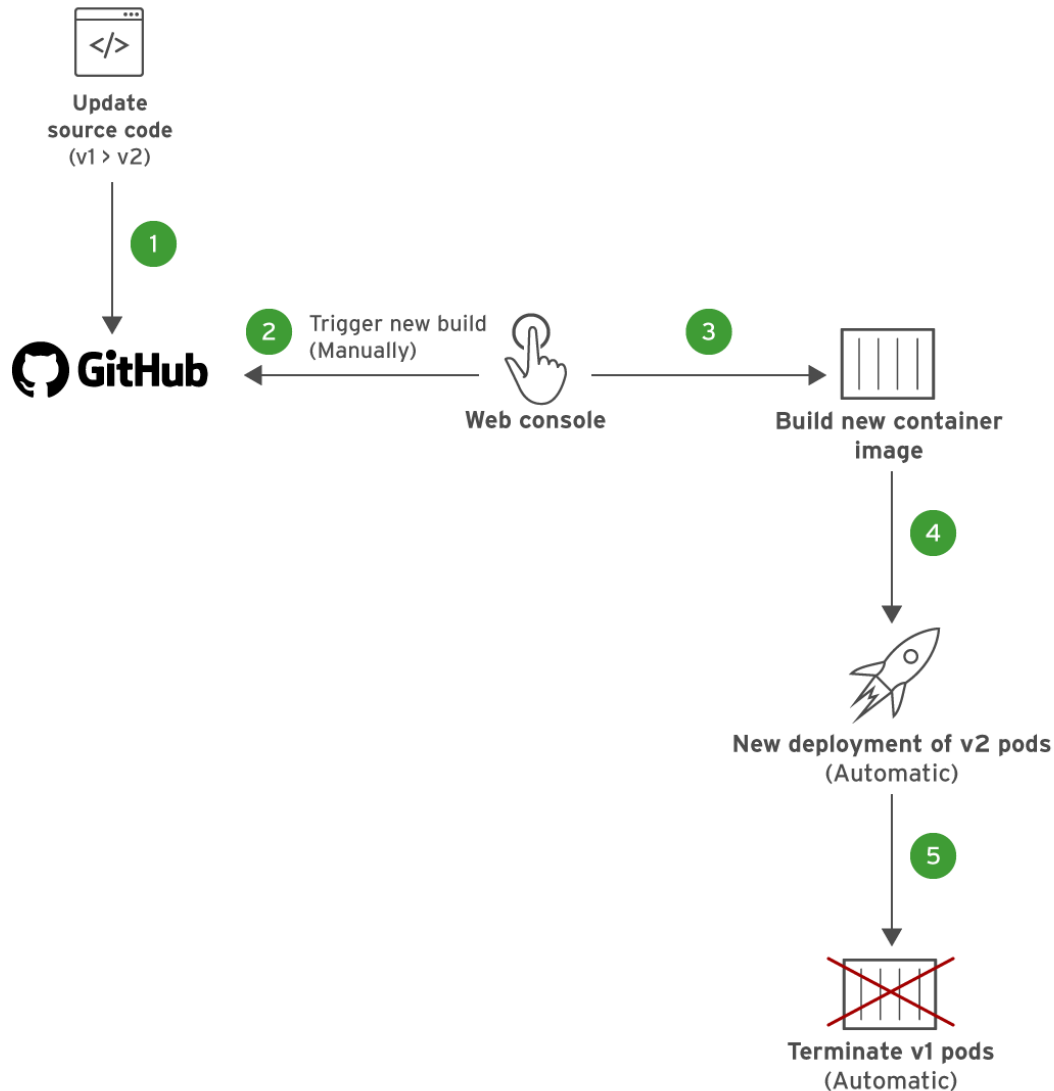 </>
Update
source code
(v1 > v2)
1
GitHub
2
Trigger new build
(Manually)
Web console
3
Build new container
image
4
New deployment of v2 pods
(Automatic)
5
Terminate v1 pods
(Automatic)